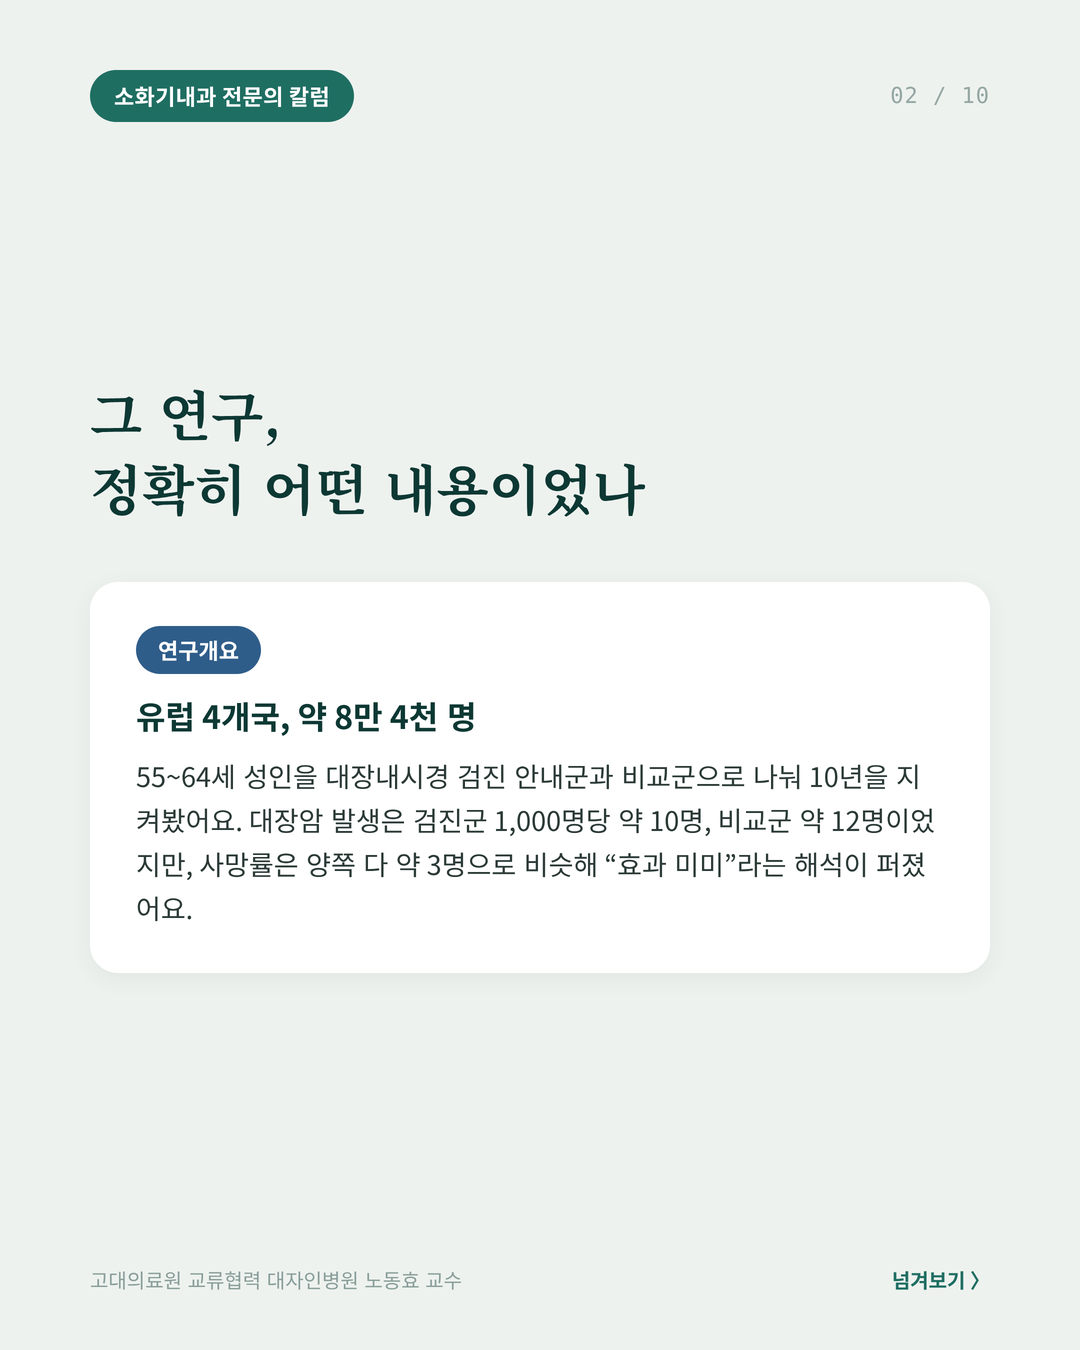 소화기내과 전문의 칼럼
02 / 10
그 연구,
정확히 어떤 내용이었나
연구개요
유럽 4개국, 약 8만 4천 명
55~64세 성인을 대장내시경 검진 안내군과 비교군으로 나눠 10년을 지
켜봤어요. 대장암 발생은 검진군 1,000명당 약 10명, 비교군 약 12명이었
지만, 사망률은 양쪽 다 약 3명으로 비슷해 “효과 미미”라는 해석이 퍼졌
어요.
고대의료원 교류협력 대자인병원 노동효 교수
넘겨보기 〉